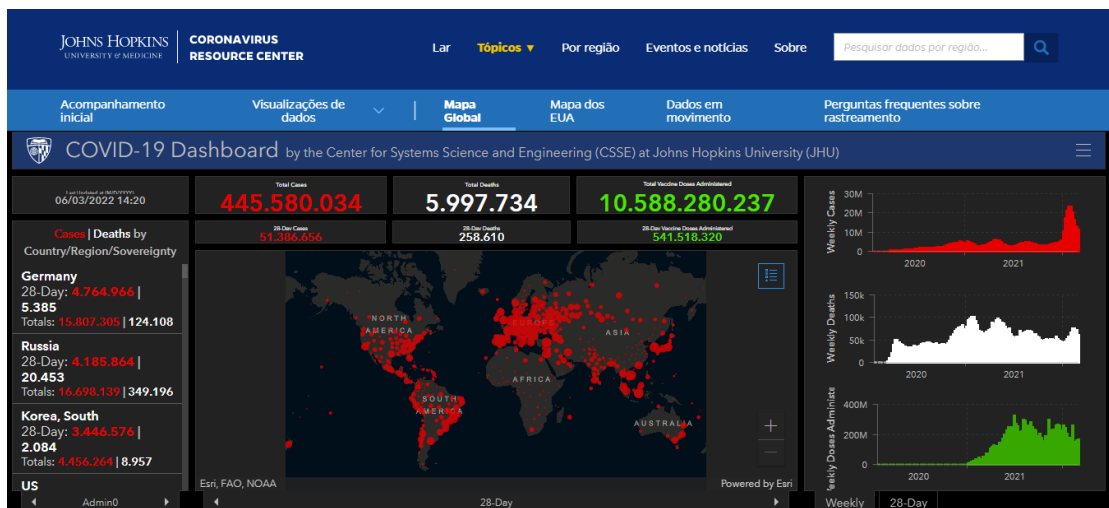 JOHNS HOPKINS
UNIVERSITY & MEDICINE
CORONAVIRUS
RESOURCE CENTER
Lar
Tópicos ▼
Por região
Eventos e notícias
Sobre
Pesquisar dados por região...
Acompanhamento
inicial
Visualizações de
dados
Mapa
Global
Mapa dos
EUA
Dados em
movimento
Perguntas frequentes sobre
rastreamento
COVID-19 Dashboard by the Center for Systems Science and Engineering (CSSE) at Johns Hopkins University (JHU)
Last Updated at
06/03/2022 14:20
Cases | Deaths by
Country/Region/Sovereignty
Germany
28-Day: 4.764.966 |
5.385
Totals: 15.807.305 | 124.108
Russia
28-Day: 4.185.864 |
20.453
Totals: 16.698.139 | 349.196
Korea, South
28-Day: 3.446.576 |
2.084
Totals: 4.456.264 | 8.957
US
Admin0
Total Cases
445.580.034
Total Deaths
5.997.734
Total Vaccine Doses Administered
10.588.280.237
28-Day Cases
51.386.656
28-Day Deaths
258.610
28-Day Vaccine Doses Administered
541.518.320
NORTH
AMERICA
EUROPE
ASIA
AFRICA
SOUTH
AMERICA
AUSTRALIA
+
Esri, FAO, NOAA
Powered by Esri
28-Day
Weekly Cases
30M
20M
10M
0
2020
2021
Weekly Deaths
150k
100k
50k
0
2020
2021
Weekly Doses Administe
400M
200M
0
2020
2021
Weekly
28-Day